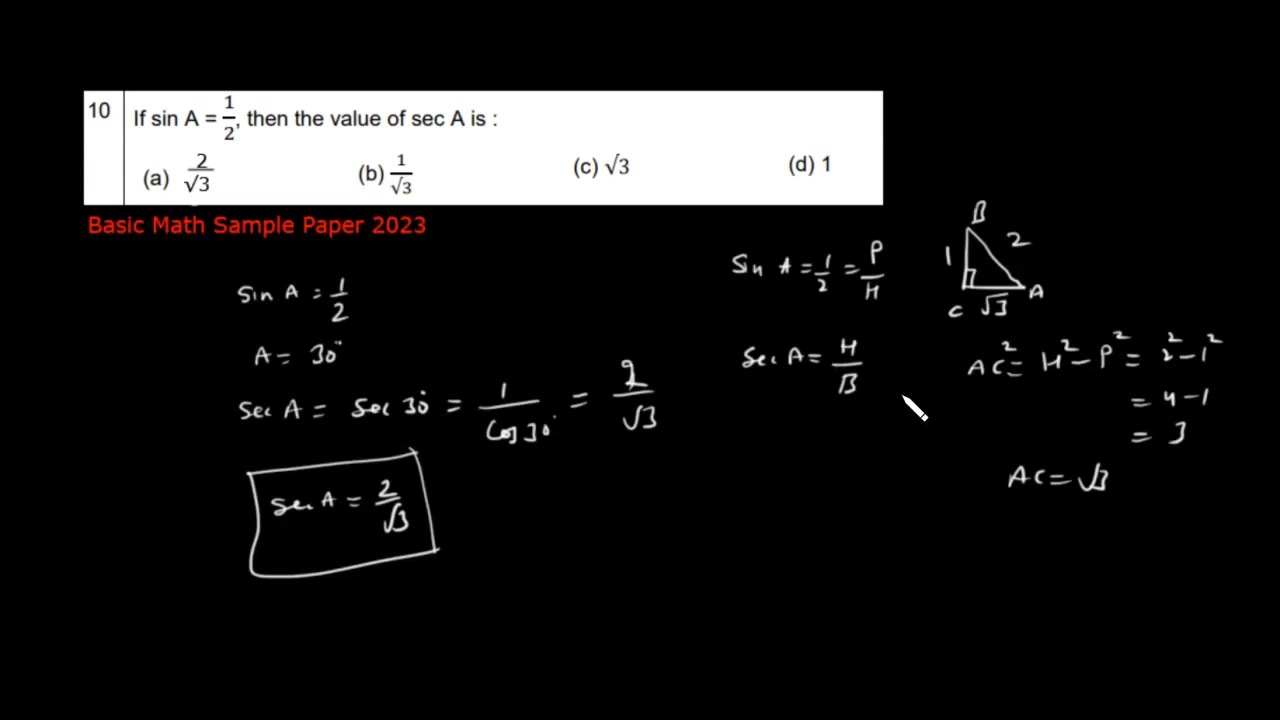 10 If sin A = 1/2, then the value of sec A is :
(a) 2/√3 (b) 1/√3 (c) √3 (d) 1
Basic Math Sample Paper 2023
Sin A = 1/2
A = 30°
Sec A = Sec 30° = 1/Cos 30° = 2/√3
Sec A = 2/√3
Sin A = 1/2 = P/H
Sec A = H/B
B
1 2
C √3 A
AC² = H² - P² = 2² - 1²
= 4 - 1
= 3
AC = √3